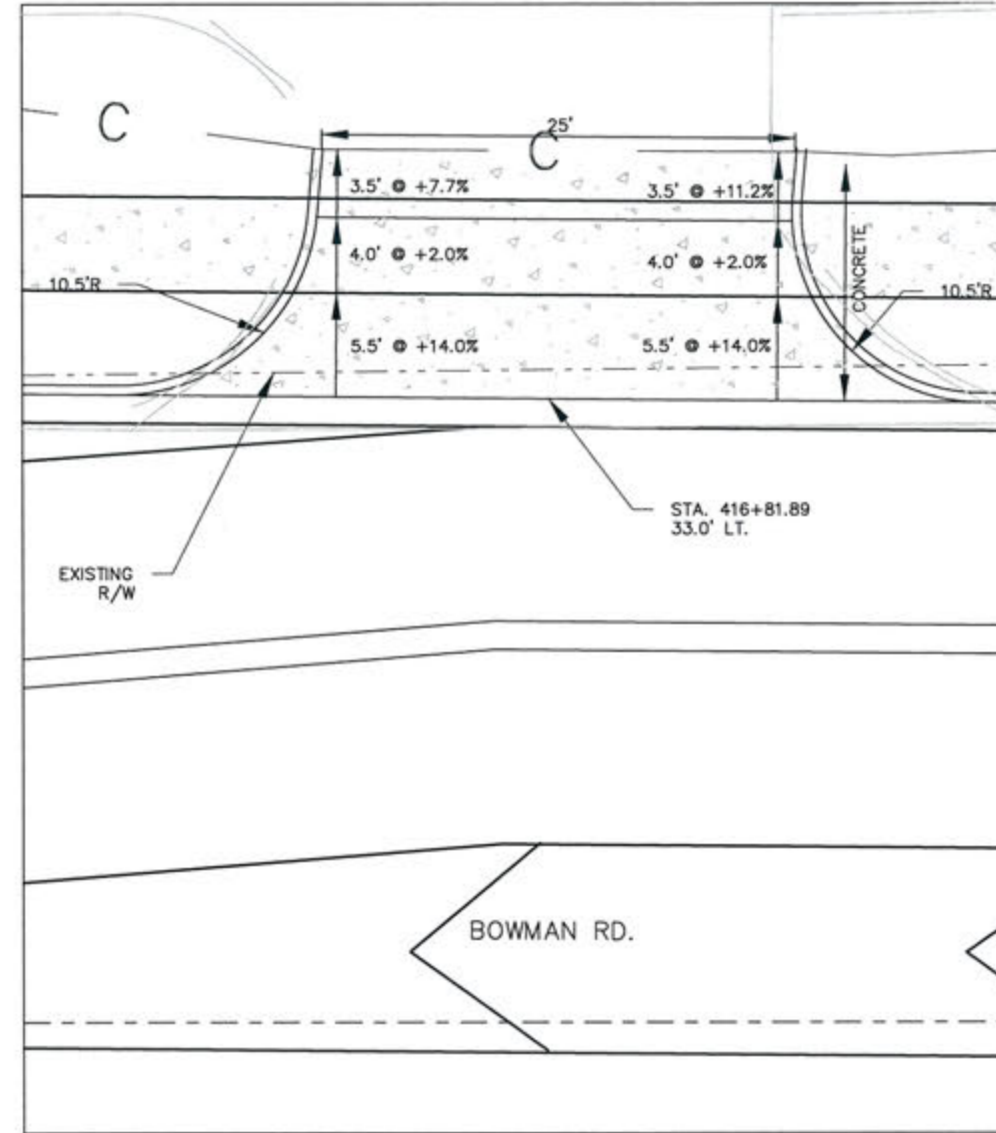 C
25'
C
3.5' @ +7.7%
3.5' @ +11.2%
4.0' @ +2.0%
4.0' @ +2.0%
CONCRETE
10.5'R
10.5'R
5.5' @ +14.0%
5.5' @ +14.0%
STA. 416+81.89
33.0' LT.
EXISTING
R/W
BOWMAN RD.